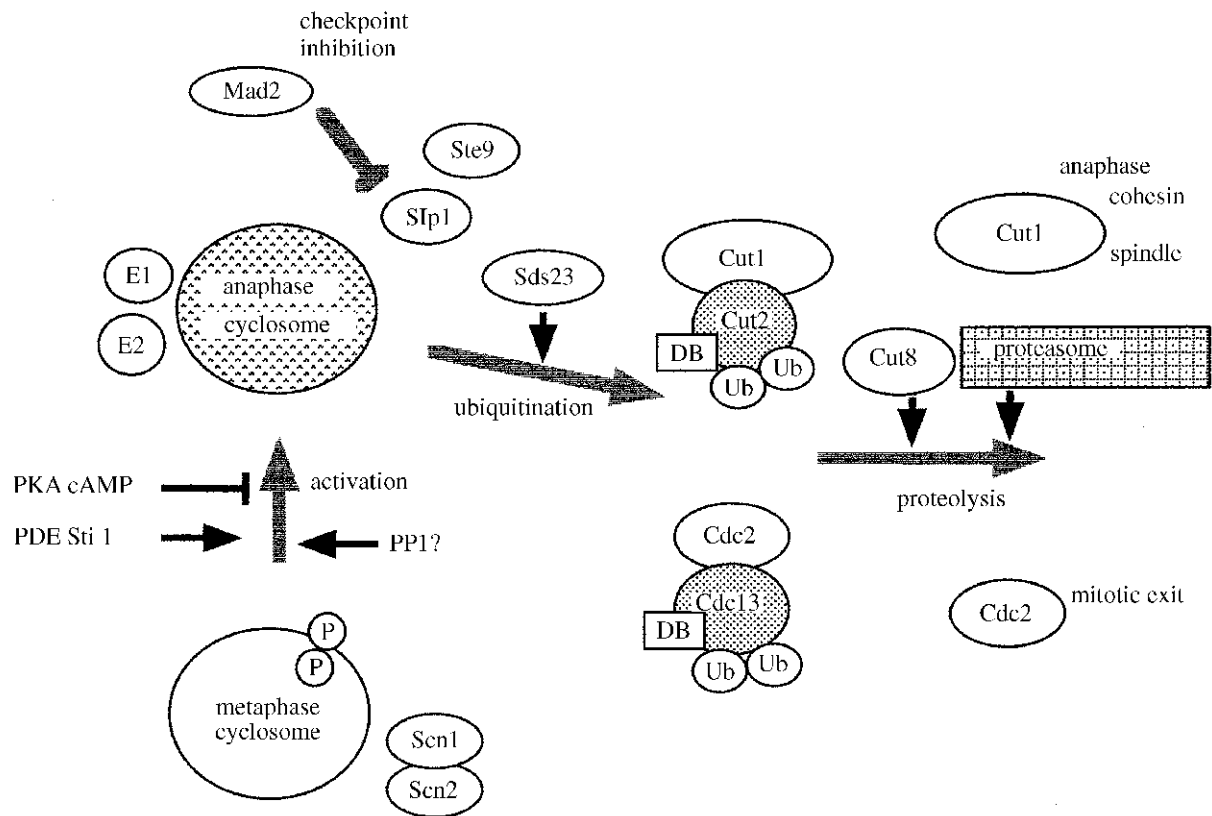 checkpoint
inhibition
Mad2
Ste9
Slp1
anaphase
cohesin
Cut1
spindle
E1
E2
anaphase
cyclosome
Sds23
Cut1
Cut2
DB
Ub
Ub
ubiquitination
Cut8
proteasome
proteolysis
PKA cAMP
activation
PDE Sti 1
PP1?
Cdc2
Cdc13
DB
Ub
Ub
Cdc2
mitotic exit
P
P
metaphase
cyclosome
Scn1
Scn2